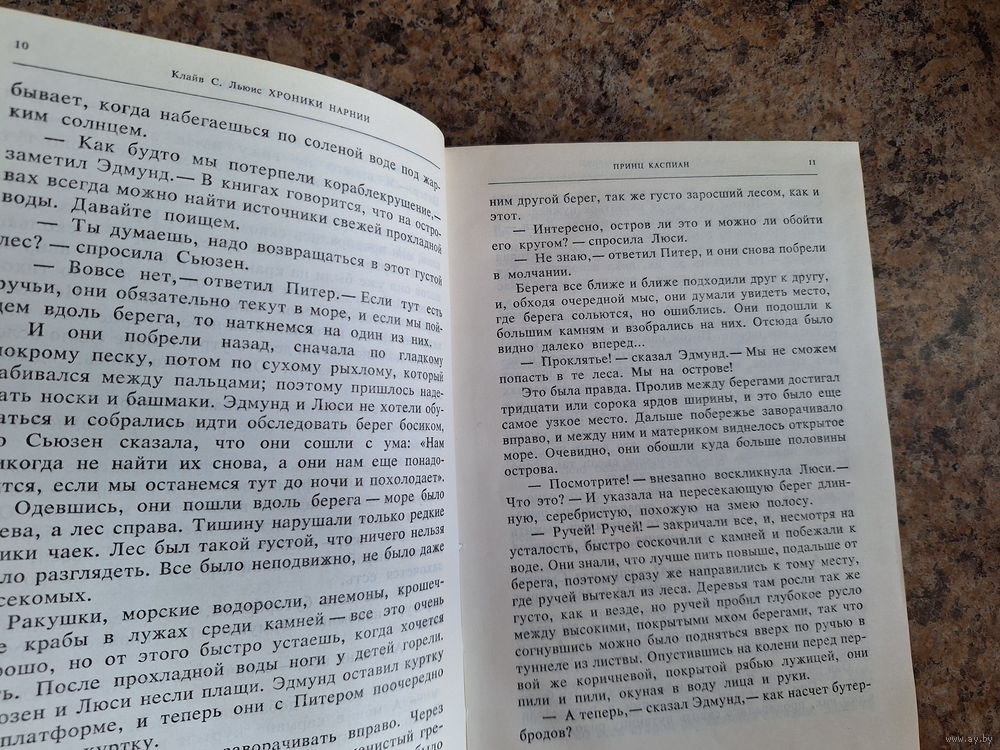 10
Клайв С. Льюис ХРОНИКИ НАРНИИ
бывает, когда набегаешься по соленой воде под жар-
ким солнцем.
— Как будто мы потерпели кораблекрушение,—
заметил Эдмунд.— В книгах говорится, что на остро-
вах всегда можно найти источники свежей прохладной
воды. Давайте поищем.
— Ты думаешь, надо возвращаться в этот густой
лес? — спросила Сьюзен.
— Вовсе нет,— ответил Питер.— Если тут есть
ручьи, они обязательно текут в море, и если мы пой-
дем вдоль берега, то наткнемся на один из них.
И они побрели назад, сначала по гладкому
мокрому песку, потом по сухому рыхлому, который
абивался между пальцами; поэтому пришлось наде-
ать носки и башмаки. Эдмунд и Люси не хотели обу-
аться и собрались идти обследовать берег босиком,
о Сьюзен сказала, что они сошли с ума: «Нам
икогда не найти их снова, а они нам еще понадо-
ятся, если мы останемся тут до ночи и похолодает».
Одевшись, они пошли вдоль берега — море было
ева, а лес справа. Тишину нарушали только редкие
ики чаек. Лес был такой густой, что ничего нельзя
ло разглядеть. Все было неподвижно, не было даже
секомых.
Ракушки, морские водоросли, анемоны, крошеч-
е крабы в лужах среди камней — все это очень
рошо, но от этого быстро устаешь, когда хочется
ть. После прохладной воды ноги у детей горели.
юзен и Люси несли плащи. Эдмунд оставил куртку
платформе, и теперь они с Питером поочередно
куртку.
заворачивать вправо. Через
менистый гре-
было
ПРИНЦ КАСПИАН
11
ним другой берег, так же густо заросший лесом, как и
этот.
— Интересно, остров ли это и можно ли обойти
его кругом? — спросила Люси.
— Не знаю,— ответил Питер, и они снова побрели
в молчании.
Берега все ближе и ближе подходили друг к другу,
и, обходя очередной мыс, они думали увидеть место,
где берега сольются, но ошиблись. Они подошли к
большим камням и взобрались на них. Отсюда было
видно далеко вперед...
— Проклятье! — сказал Эдмунд.— Мы не сможем
попасть в те леса. Мы на острове!
Это была правда. Пролив между берегами достигал
тридцати или сорока ярдов ширины, и это было еще
самое узкое место. Дальше побережье заворачивало
вправо, и между ним и материком виднелось открытое
море. Очевидно, они обошли куда больше половины
острова.
— Посмотрите! — внезапно воскликнула Люси.—
Что это? — И указала на пересекающую берег длин-
ную, серебристую, похожую на змею полосу.
— Ручей! Ручей! — закричали все, и, несмотря на
усталость, быстро соскочили с камней и побежали к
воде. Они знали, что лучше пить повыше, подальше от
берега, поэтому сразу же направились к тому месту,
где ручей вытекал из леса. Деревья там росли так же
густо, как и везде, но ручей пробил глубокое русло
между высокими, покрытыми мхом берегами, так что
согнувшись можно было подняться вверх по ручью в
туннеле из листвы. Опустившись на колени перед пер-
вой же коричневой, покрытой рябью лужицей, они
пили и пили, окуная в воду лица и руки.
— А теперь,— сказал Эдмунд,— как насчет бутер-
бродов?
www.ay.by